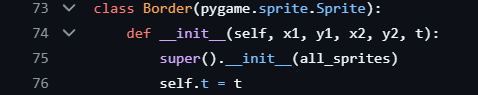 73 class Border(pygame.sprite.Sprite):
74 def __init__(self, x1, y1, x2, y2, t):
75 super().__init__(all_sprites)
76 self.t = t